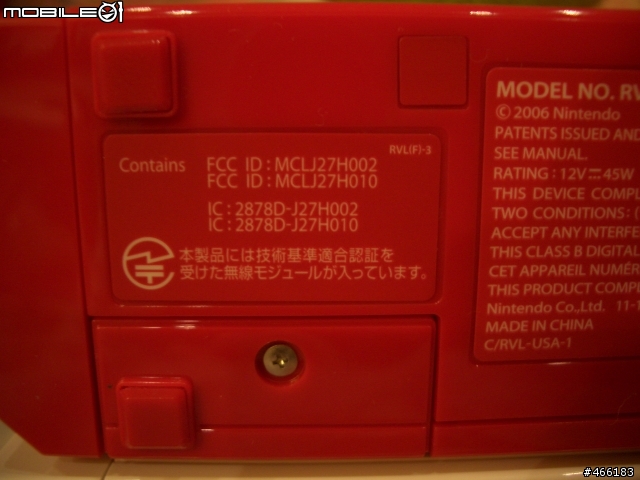 MOBILE01
RVL(F)-3
Contains FCC ID : MCLJ27H002
FCC ID : MCLJ27H010
IC : 2878D-J27H002
IC : 2878D-J27H010
本製品には技術基準適合認証を
受けた無線モジュールが入っています。
MODEL NO. RV
© 2006 Nintendo
PATENTS ISSUED AND
SEE MANUAL.
RATING : 12V⎓45W
THIS DEVICE COMPL
TWO CONDITIONS:
ACCEPT ANY INTERFE
THIS CLASS B DIGITAL
CET APPAREIL NUMÉR
THIS PRODUCT COMPL
Nintendo Co., Ltd. 11-1
MADE IN CHINA
C/RVL-USA-1
#466183